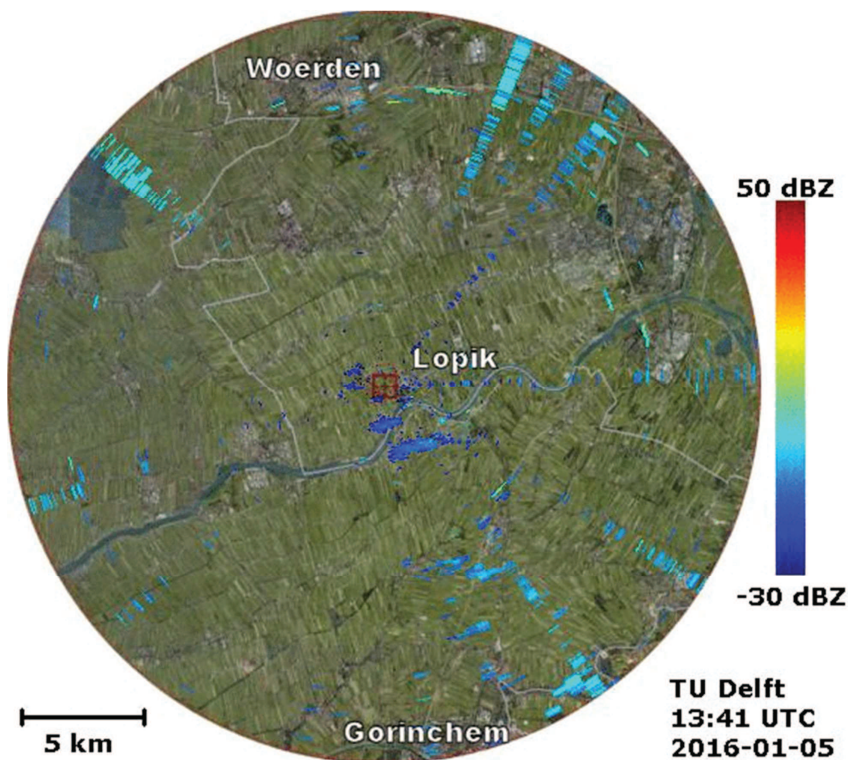 Woerden
50 dBZ
Lopik
-30 dBZ
TU Delft
13:41 UTC
2016-01-05
5 km
Gorinchem